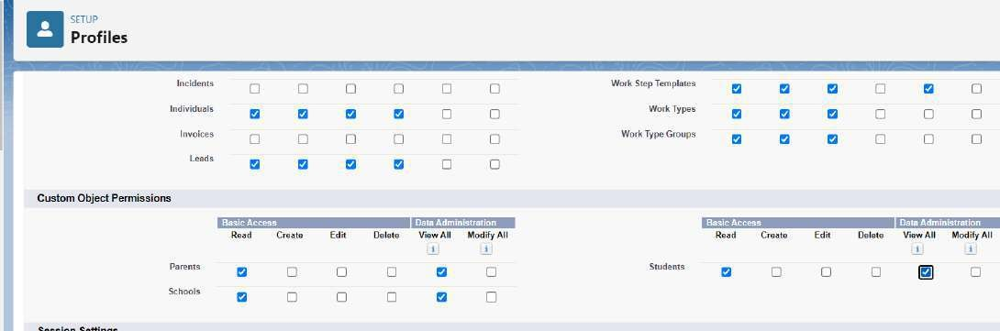 SETUP
Profiles
Incidents
Individuals
Invoices
Leads
Work Step Templates
Work Types
Work Type Groups
Custom Object Permissions
Basic Access Data Administration
Read Create Edit Delete View All Modify All
i i
Parents
Schools
Basic Access Data Administration
Read Create Edit Delete View All Modify All
i i
Students
Session Settings